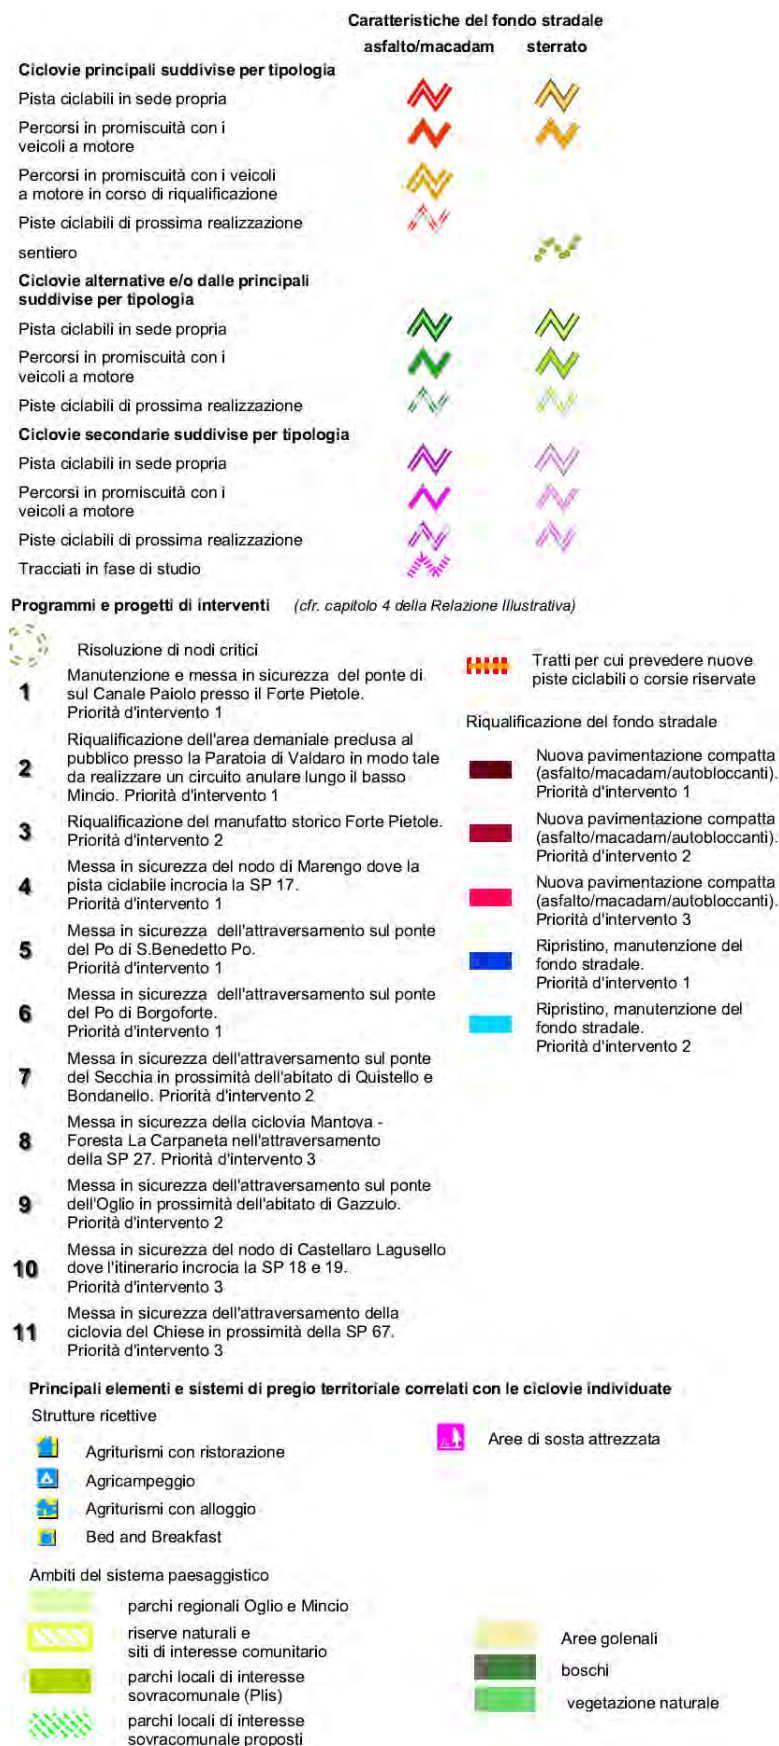 Caratteristiche del fondo stradale
asfalto/macadam sterrato
Ciclovie principali suddivise per tipologia
Pista ciclabili in sede propria
Percorsi in promiscuità con i
veicoli a motore
Percorsi in promiscuità con i veicoli
a motore in corso di riqualificazione
Piste ciclabili di prossima realizzazione
sentiero
Ciclovie alternative e/o dalle principali
suddivise per tipologia
Pista ciclabili in sede propria
Percorsi in promiscuità con i
veicoli a motore
Piste ciclabili di prossima realizzazione
Ciclovie secondarie suddivise per tipologia
Pista ciclabili in sede propria
Percorsi in promiscuità con i
veicoli a motore
Piste ciclabili di prossima realizzazione
Tracciati in fase di studio
Programmi e progetti di interventi (cfr. capitolo 4 della Relazione Illustrativa)
Risoluzione di nodi critici
1 Manutenzione e messa in sicurezza del ponte di
sul Canale Paiolo presso il Forte Pietole.
Priorità d'intervento 1
2 Riqualificazione dell'area demaniale preclusa al
pubblico presso la Paratoia di Valdaro in modo tale
da realizzare un circuito anulare lungo il basso
Mincio. Priorità d'intervento 1
3 Riqualificazione del manufatto storico Forte Pietole.
Priorità d'intervento 2
4 Messa in sicurezza del nodo di Marengo dove la
pista ciclabile incrocia la SP 17.
Priorità d'intervento 1
5 Messa in sicurezza dell'attraversamento sul ponte
del Po di S.Benedetto Po.
Priorità d'intervento 1
6 Messa in sicurezza dell'attraversamento sul ponte
del Po di Borgoforte.
Priorità d'intervento 1
7 Messa in sicurezza dell'attraversamento sul ponte
del Secchia in prossimità dell'abitato di Quistello e
Bondanello. Priorità d'intervento 2
8 Messa in sicurezza della ciclovia Mantova -
Foresta La Carpaneta nell'attraversamento
della SP 27. Priorità d'intervento 3
9 Messa in sicurezza dell'attraversamento sul ponte
dell'Oglio in prossimità dell'abitato di Gazzulo.
Priorità d'intervento 2
10 Messa in sicurezza del nodo di Castellaro Lagusello
dove l'itinerario incrocia la SP 18 e 19.
Priorità d'intervento 3
11 Messa in sicurezza dell'attraversamento della
ciclovia del Chiese in prossimità della SP 67.
Priorità d'intervento 3
Tratti per cui prevedere nuove
piste ciclabili o corsie riservate
Riqualificazione del fondo stradale
Nuova pavimentazione compatta
(asfalto/macadam/autobloccanti).
Priorità d'intervento 1
Nuova pavimentazione compatta
(asfalto/macadam/autobloccanti).
Priorità d'intervento 2
Nuova pavimentazione compatta
(asfalto/macadam/autobloccanti).
Priorità d'intervento 3
Ripristino, manutenzione del
fondo stradale.
Priorità d'intervento 1
Ripristino, manutenzione del
fondo stradale.
Priorità d'intervento 2
Principali elementi e sistemi di pregio territoriale correlati con le ciclovie individuate
Strutture ricettive
Agriturismi con ristorazione
Agricampeggio
Agriturismi con alloggio
Bed and Breakfast
Aree di sosta attrezzata
Ambiti del sistema paesaggistico
parchi regionali Oglio e Mincio
riserve naturali e
siti di interesse comunitario
parchi locali di interesse
sovracomunale (Plis)
parchi locali di interesse
sovracomunale proposti
Aree golenali
boschi
vegetazione naturale